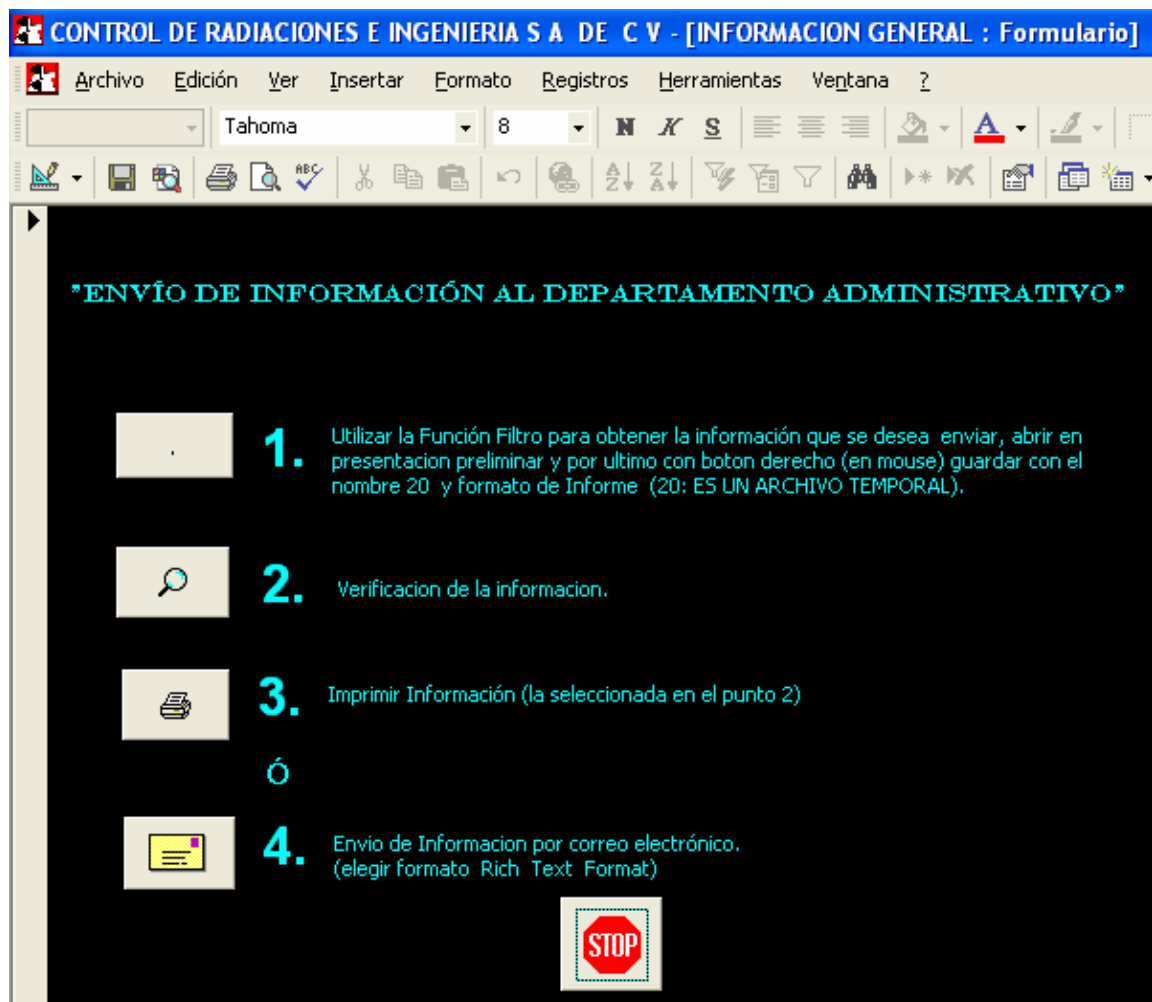 CONTROL DE RADIACIONES E INGENIERIA S A DE C V - [INFORMACION GENERAL : Formulario]
Archivo Edición Ver Insertar Formato Registros Herramientas Ventana ?
Tahoma 8 N K S A
ABC A Z Z A
"ENVÍO DE INFORMACIÓN AL DEPARTAMENTO ADMINISTRATIVO"
. 1. Utilizar la Función Filtro para obtener la información que se desea enviar, abrir en
presentacion preliminar y por ultimo con boton derecho (en mouse) guardar con el
nombre 20 y formato de Informe (20: ES UN ARCHIVO TEMPORAL).
2. Verificacion de la informacion.
3. Imprimir Información (la seleccionada en el punto 2)
Ó
4. Envio de Informacion por correo electrónico.
(elegir formato Rich Text Format)
STOP